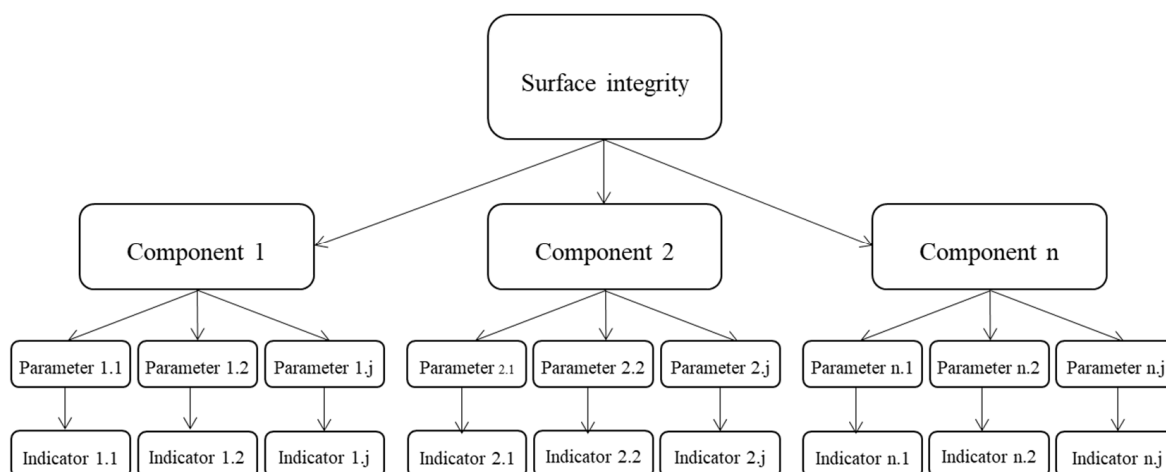 Surface integrity
Component 1
Component 2
Component n
Parameter 1.1
Parameter 1.2
Parameter 1.j
Parameter 2.1
Parameter 2.2
Parameter 2.j
Parameter n.1
Parameter n.2
Parameter n.j
Indicator 1.1
Indicator 1.2
Indicator 1.j
Indicator 2.1
Indicator 2.2
Indicator 2.j
Indicator n.1
Indicator n.2
Indicator n.j